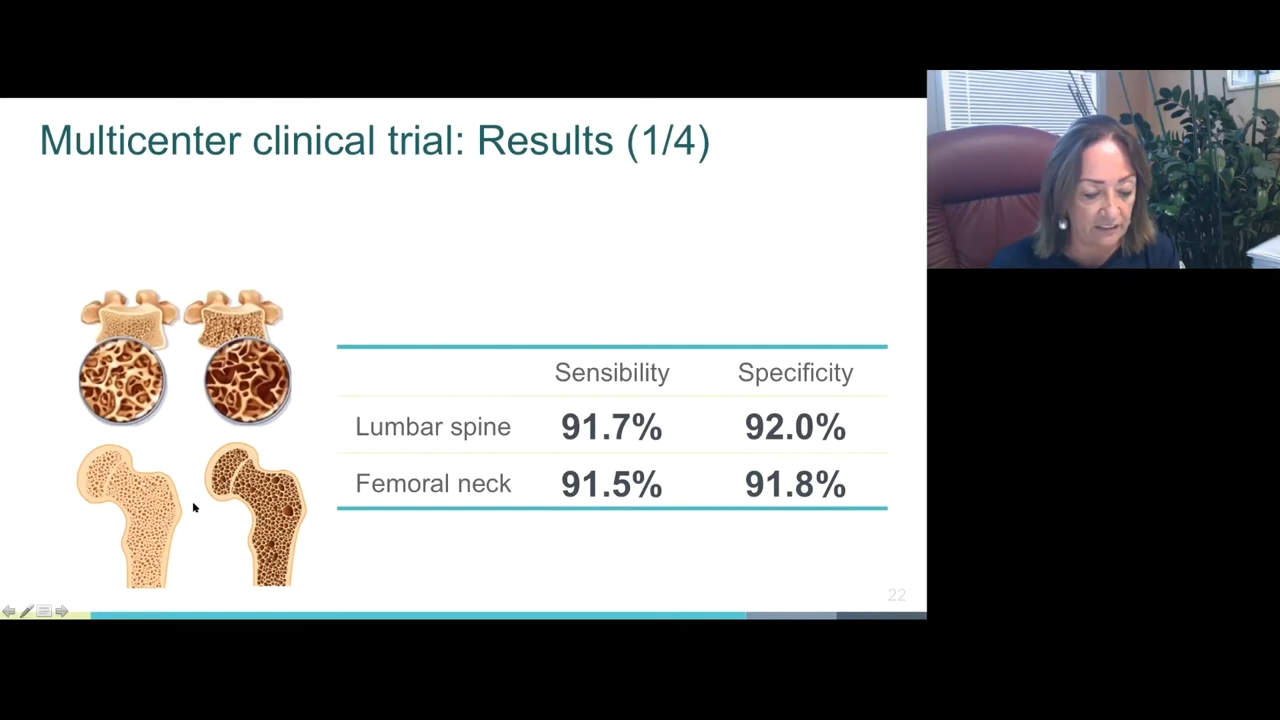 Multicenter clinical trial: Results (1/4)
Sensibility Specificity
Lumbar spine 91.7% 92.0%
Femoral neck 91.5% 91.8%
22